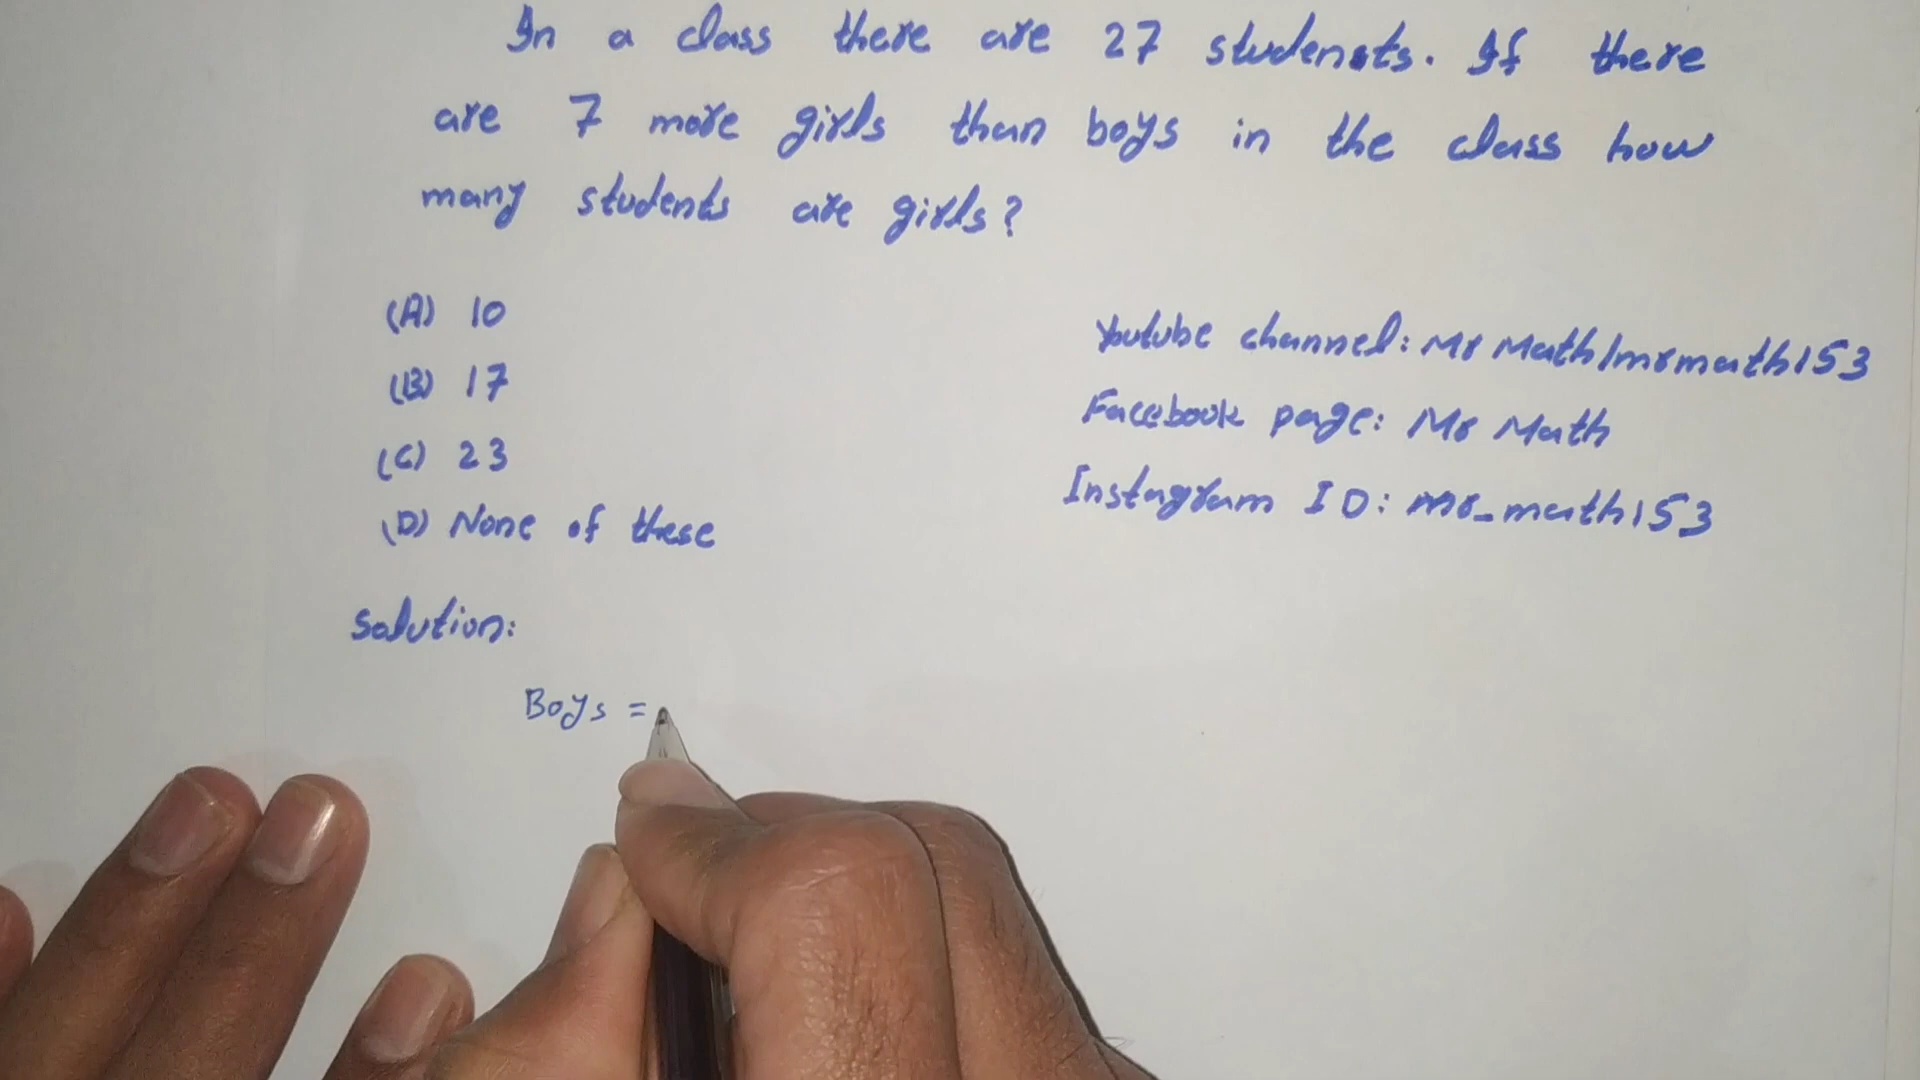 In a class there are 27 students. If there
are 7 more girls than boys in the class how
many students are girls?
(A) 10
(B) 17
(C) 23
(D) None of these
Youtube channel: Mr Math/mrmath153
Facebook page: Mr Math
Instagram ID: mr_math153
Solution:
Boys =